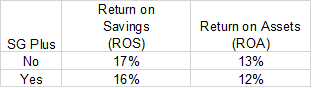 SG Plus Return on Savings (ROS) Return on Assets (ROA)
No 17% 13%
Yes 16% 12%